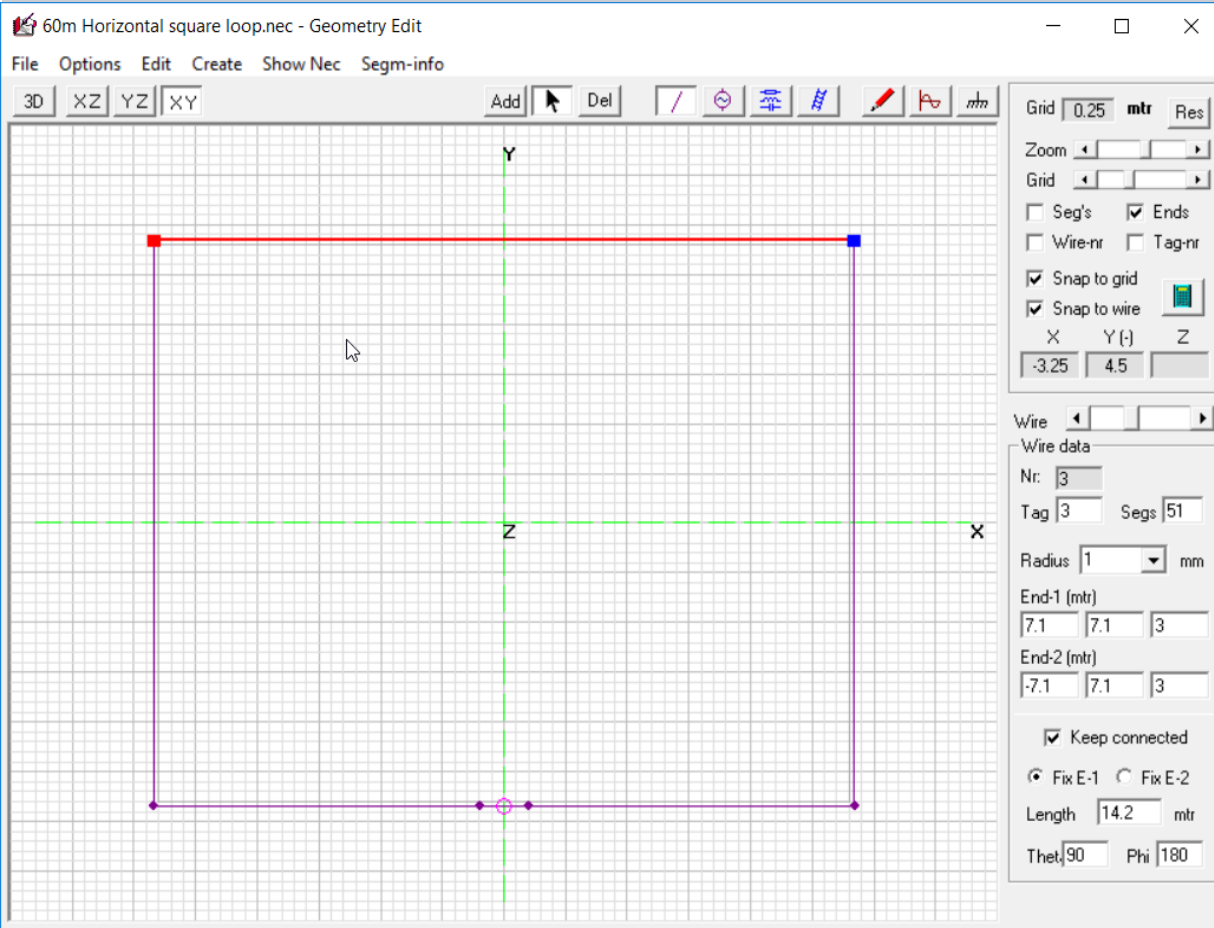 60m Horizontal square loop.nec - Geometry Edit
File Options Edit Create Show Nec Segm-info
3D XZ YZ XY Add Del
Grid 0.25 mtr Res
Zoom
Grid
Seg's Ends
Wire-nr Tag-nr
Snap to grid
Snap to wire
X Y (-) Z
-3.25 4.5
Wire
Wire data
Nr: 3
Tag 3 Segs 51
Radius 1 mm
End-1 (mtr)
7.1 7.1 3
End-2 (mtr)
-7.1 7.1 3
Keep connected
Fix E-1 Fix E-2
Length 14.2 mtr
Thet. 90 Phi 180
Y
Z
X